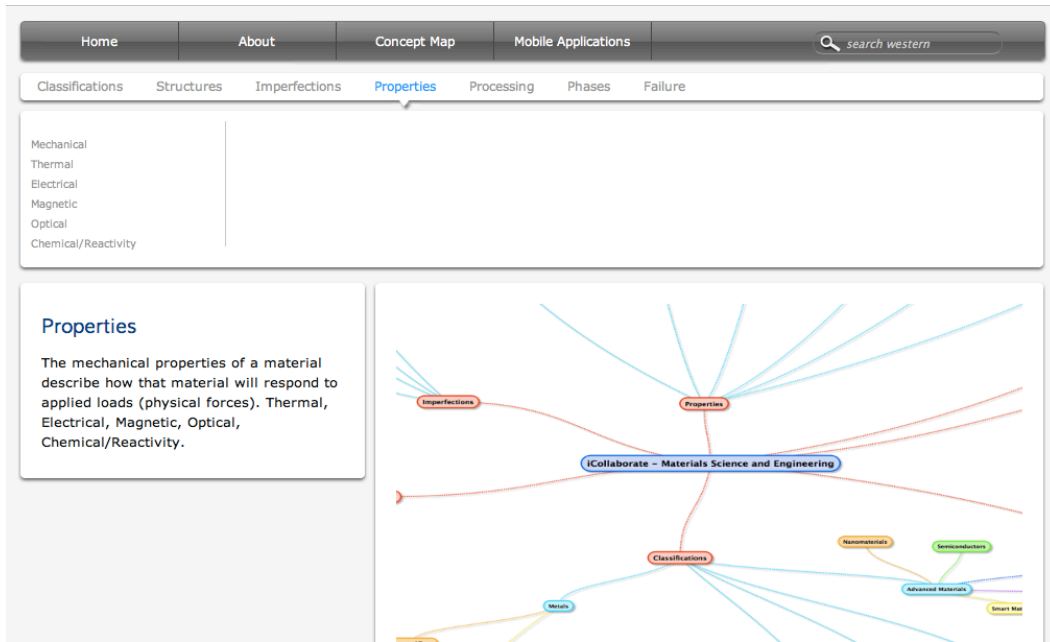 Home About Concept Map Mobile Applications search western
Classifications Structures Imperfections Properties Processing Phases Failure
Mechanical
Thermal
Electrical
Magnetic
Optical
Chemical/Reactivity
Properties
The mechanical properties of a material
describe how that material will respond to
applied loads (physical forces). Thermal,
Electrical, Magnetic, Optical,
Chemical/Reactivity.
Imperfections
Properties
iCollaborate – Materials Science and Engineering
Nanomaterials
Semiconductors
Classifications
Advanced Materials
Metals
Smart Mat